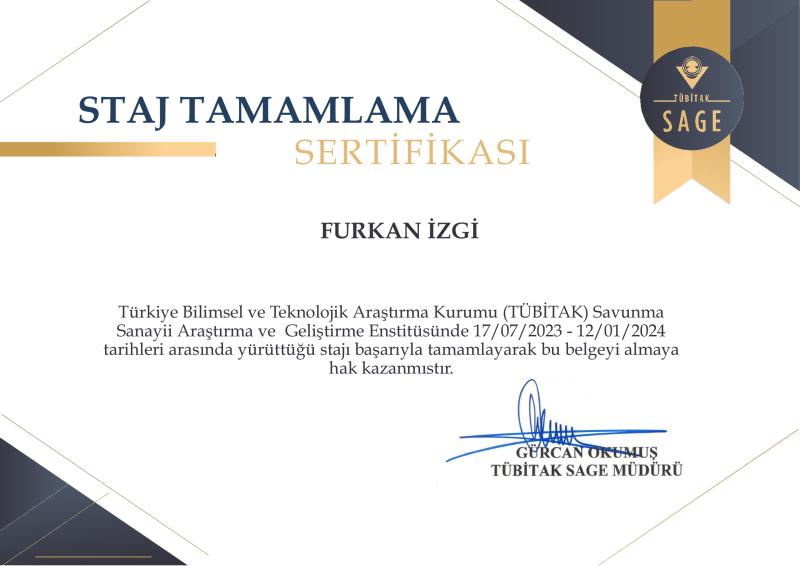 STAJ TAMAMLAMA
SERTİFİKASI
TÜBİTAK
SAGE
FURKAN İZGİ
Türkiye Bilimsel ve Teknolojik Araştırma Kurumu (TÜBİTAK) Savunma
Sanayii Araştırma ve Geliştirme Enstitüsünde 17/07/2023 - 12/01/2024
tarihleri arasında yürüttüğü stajı başarıyla tamamlayarak bu belgeyi almaya
hak kazanmıstır.
GÜRCAN OKUMUŞ
TÜBİTAK SAGE MÜDÜRÜ